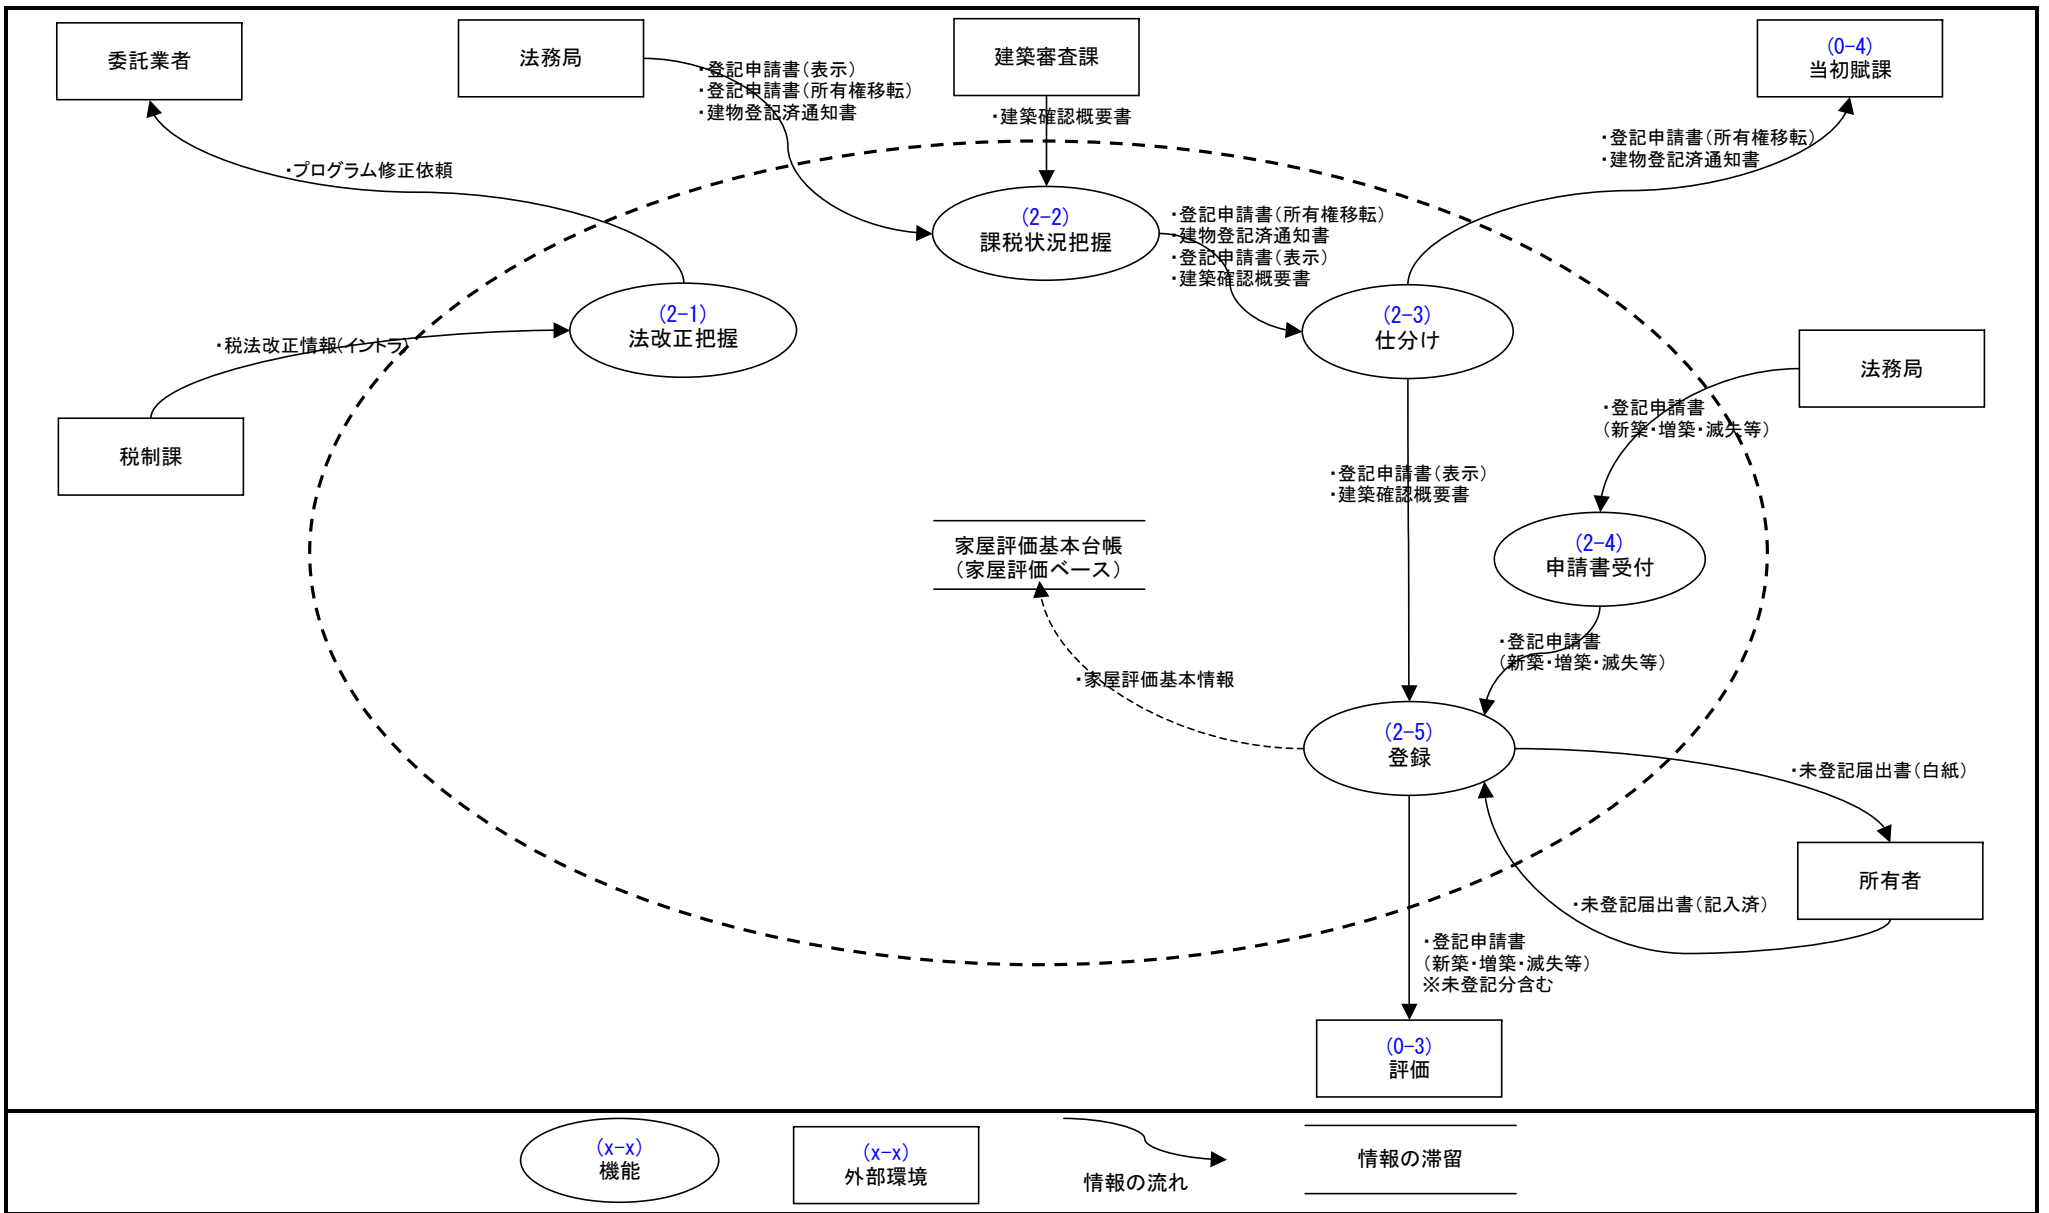 委託業者
法務局
建築審査課
(0-4)
当初賦課
・登記申請書(表示)
・登記申請書(所有権移転)
・建物登記済通知書
・建築確認概要書
・登記申請書(所有権移転)
・建物登記済通知書
・プログラム修正依頼
(2-2)
課税状況把握
・登記申請書(所有権移転)
・建物登記済通知書
・登記申請書(表示)
・建築確認概要書
(2-1)
法改正把握
(2-3)
仕分け
・税法改正情報(イントラ)
税制課
法務局
・登記申請書
(新築・増築・滅失等)
・登記申請書(表示)
・建築確認概要書
家屋評価基本台帳
(家屋評価ベース)
(2-4)
申請書受付
・登記申請書
(新築・増築・滅失等)
・家屋評価基本情報
(2-5)
登録
・未登記届出書(白紙)
所有者
・未登記届出書(記入済)
・登記申請書
(新築・増築・滅失等)
※未登記分含む
(0-3)
評価
(x-x)
機能
(x-x)
外部環境
情報の流れ
情報の滞留